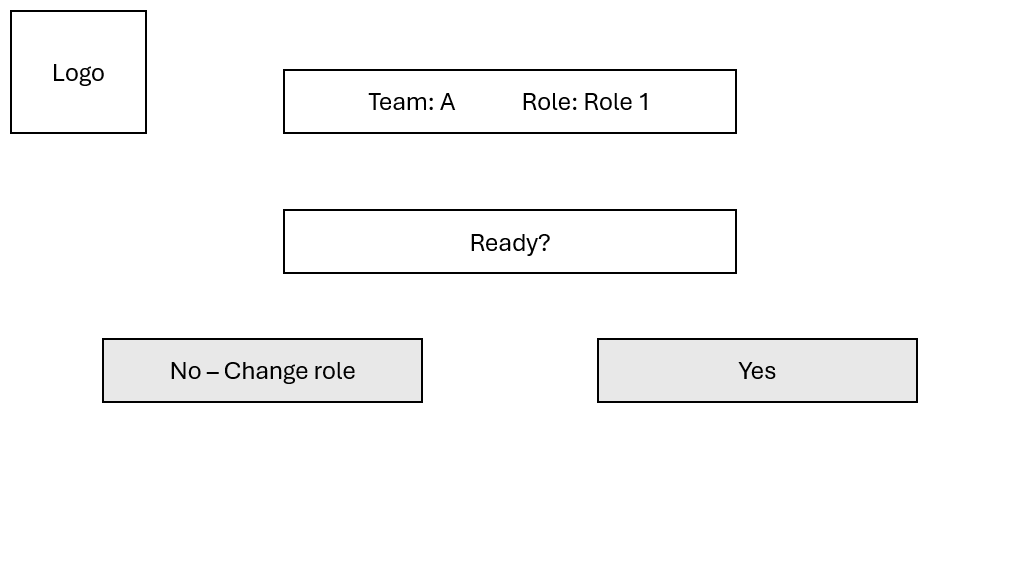 Logo
Team: A Role: Role 1
Ready?
No – Change role
Yes